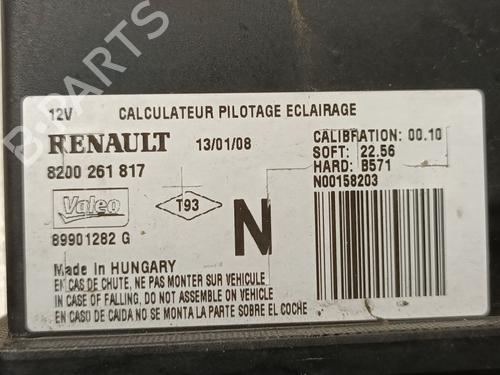 12V CALCULATEUR PILOTAGE ECLAIRAGE
RENAULT 13/01/08
CALIBRATION: 00.10
8200 261 817
SOFT: 22.56
HARD: B571
N00158203
Valeo
T93
N
89901282 G
Made in HUNGARY
EN CAS DE CHUTE, NE PAS MONTER SUR VEHICULE
IN CASE OF FALLING, DO NOT ASSEMBLE ON VEHICLE
EN CASO DE CAIDA NO SE MONTA LA PARTE SOBRE EL COCHE
B-PARTS